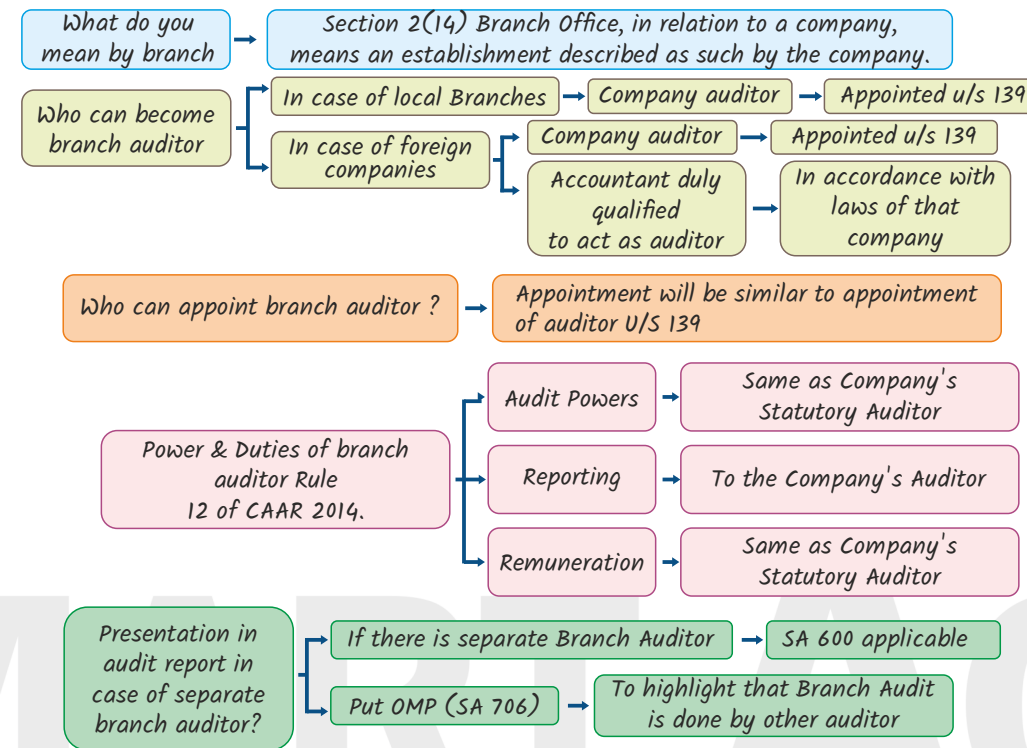 What do you
mean by branch
Section 2(14) Branch Office, in relation to a company,
means an establishment described as such by the company.
Who can become
branch auditor
In case of local Branches
Company auditor
Appointed u/s 139
In case of foreign
companies
Company auditor
Appointed u/s 139
Accountant duly
qualified
to act as auditor
In accordance with
laws of that
company
Who can appoint branch auditor ?
Appointment will be similar to appointment
of auditor U/S 139
Power & Duties of branch
auditor Rule
12 of CAAR 2014.
Audit Powers
Same as Company's
Statutory Auditor
Reporting
To the Company's Auditor
Remuneration
Same as Company's
Statutory Auditor
Presentation in
audit report in
case of separate
branch auditor?
If there is separate Branch Auditor
SA 600 applicable
Put OMP (SA 706)
To highlight that Branch Audit
is done by other auditor